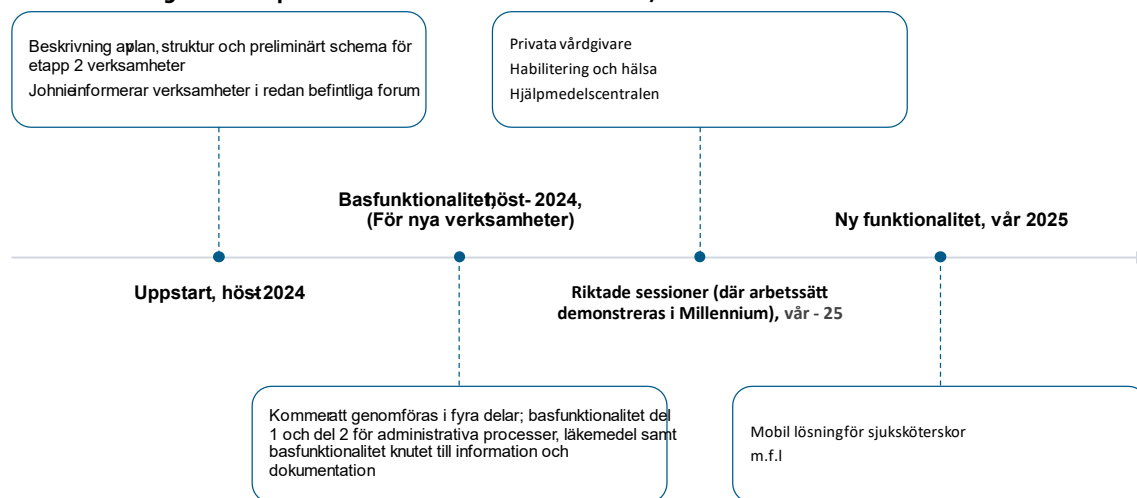 Beskrivning av plan, struktur och preliminärt schema för
etapp 2 verksamheter
Johnie informerar verksamheter i redan befintliga forum
Privata vårdgivare
Habilitering och hälsa
Hjälpmedelscentralen
Basfunktionalitet, höst- 2024,
(För nya verksamheter)
Ny funktionalitet, vår 2025
Uppstart, höst-2024
Riktade sessioner (där arbetssätt
demonstreras i Millennium), vår - 25
Kommer att genomföras i fyra delar; basfunktionalitet del
1 och del 2 för administrativa processer, läkemedel samt
basfunktionalitet knutet till information och
dokumentation
Mobil lösning för sjuksköterskor
m.f.l